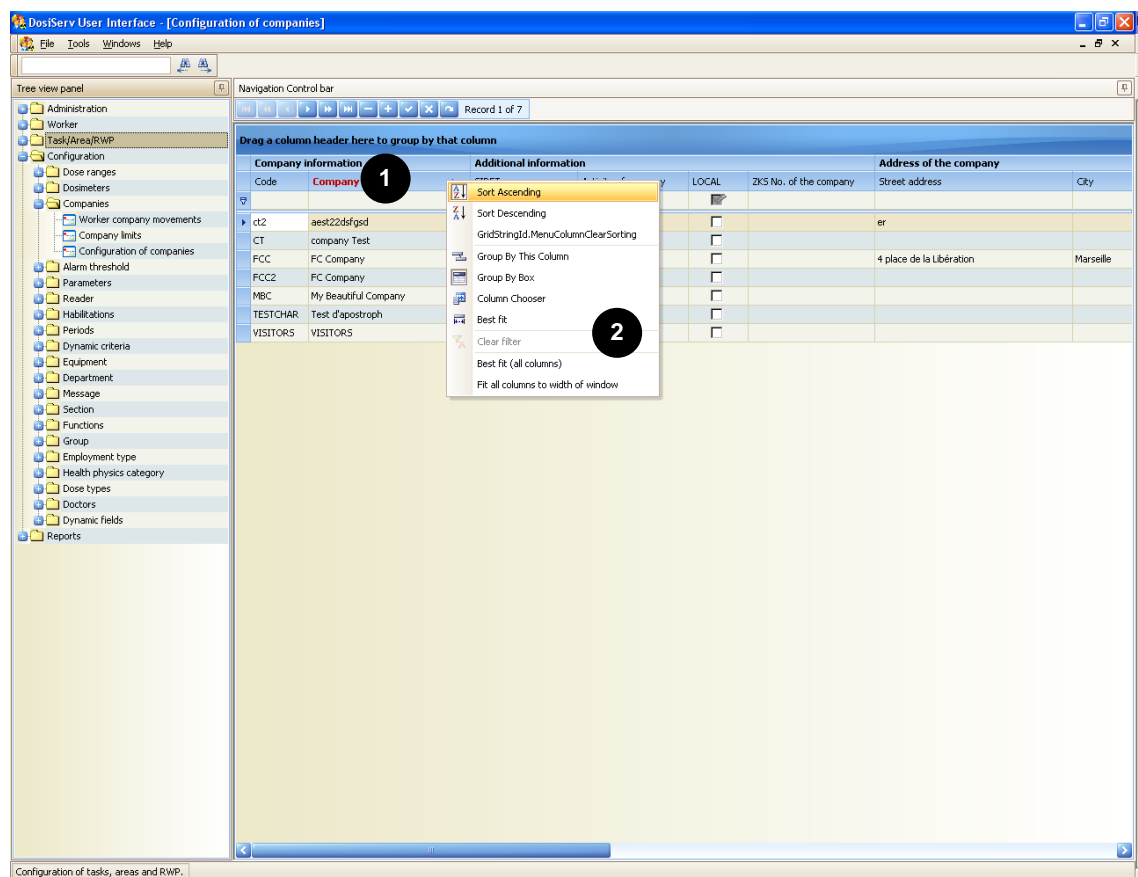 DosiServ User Interface - [Configuration of companies]
File Tools Windows Help
Tree view panel
Navigation Control bar
Record 1 of 7
Administration
Worker
Task/Area/RWP
Configuration
Dose ranges
Dosimeters
Companies
Worker company movements
Company limits
Configuration of companies
Alarm threshold
Parameters
Reader
Habilitations
Periods
Dynamic criteria
Equipment
Department
Message
Section
Functions
Group
Employment type
Health physics category
Dose types
Doctors
Dynamic fields
Reports
Drag a column header here to group by that column
Company information Additional information Address of the company
Code Company LOCAL ZKS No. of the company Street address City
ct2 aest22dsfgsd er
CT company Test
FCC FC Company 4 place de la Libération Marseille
FCC2 FC Company
MBC My Beautiful Company
TESTCHAR Test d'apostroph
VISITORS VISITORS
1
Sort Ascending
Sort Descending
GridStringId.MenuColumnClearSorting
Group By This Column
Group By Box
Column Chooser
Best fit
Clear filter
Best fit (all columns)
Fit all columns to width of window
2
Configuration of tasks, areas and RWP.